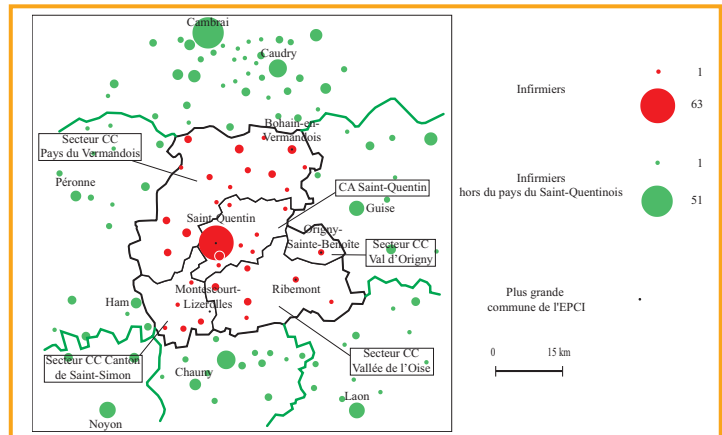 Cambrai
Caudry
Bohain-en-
Vermandois
Secteur CC
Pays du Vermandois
Péronne
CA Saint-Quentin
Saint-Quentin
Guise
Origny-
Sainte-Benoîte
Secteur CC
Val d'Origny
Ham
Montescourt-
Lizerolles
Ribemont
Secteur CC Canton
de Saint-Simon
Chauny
Secteur CC
Vallée de l'Oise
Noyon
Laon
Infirmiers
1
63
Infirmiers
hors du pays du Saint-Quentinois
1
51
Plus grande
commune de l'EPCI
0
15 km